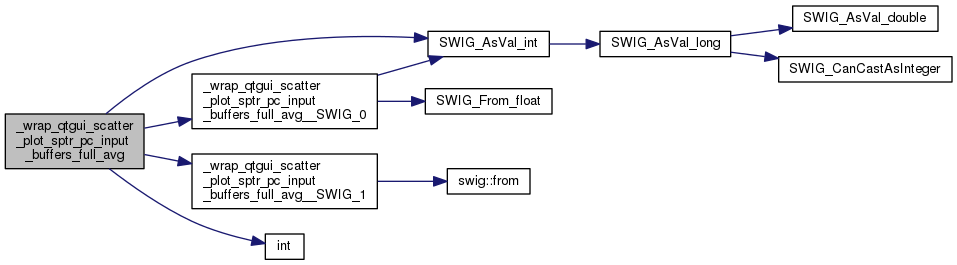 _wrap_qtgui_scatter
_plot_sptr_pc_input
_buffers_full_avg
_wrap_qtgui_scatter
_plot_sptr_pc_input
_buffers_full_avg__SWIG_0
_wrap_qtgui_scatter
_plot_sptr_pc_input
_buffers_full_avg__SWIG_1
int
SWIG_AsVal_int
SWIG_From_float
swig::from
SWIG_AsVal_long
SWIG_AsVal_double
SWIG_CanCastAsInteger